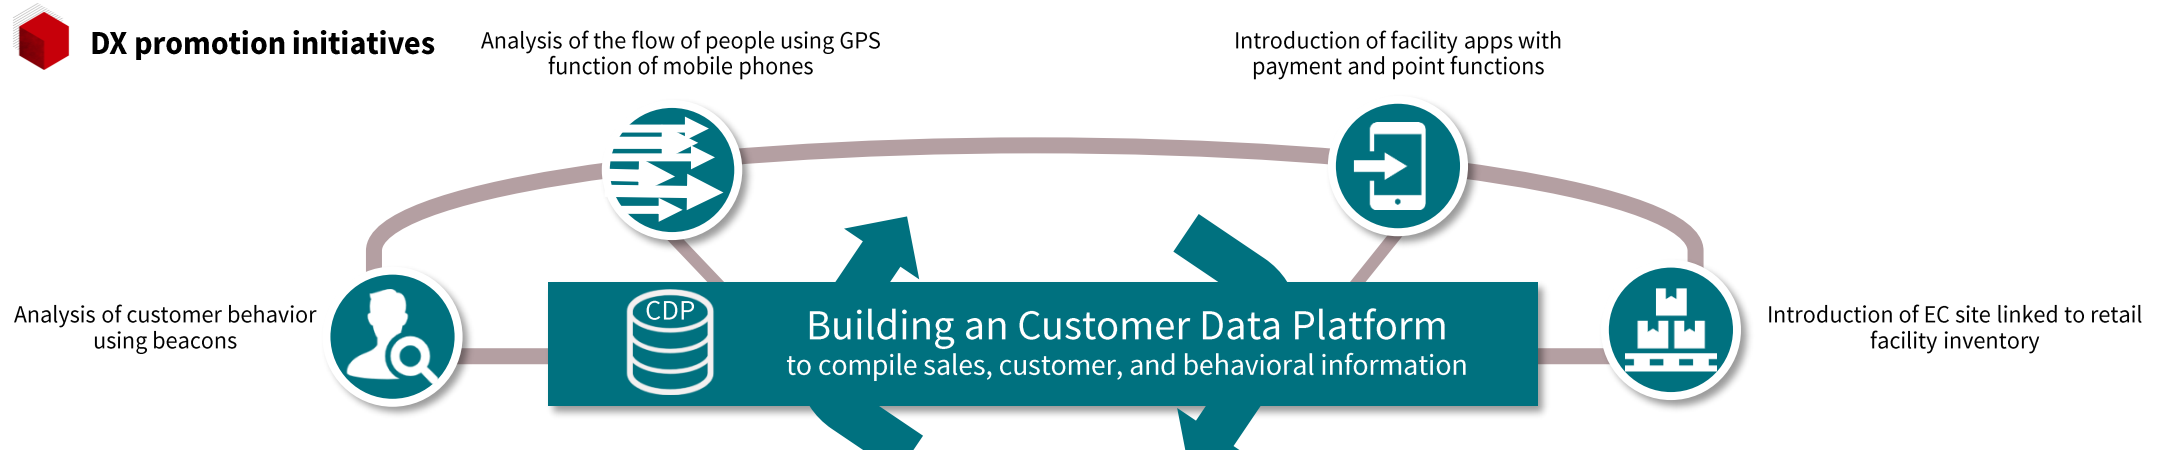 DX promotion initiatives
Analysis of the flow of people using GPS
function of mobile phones
Introduction of facility apps with
payment and point functions
Analysis of customer behavior
using beacons
CDP
Building an Customer Data Platform
to compile sales, customer, and behavioral information
Introduction of EC site linked to retail
facility inventory